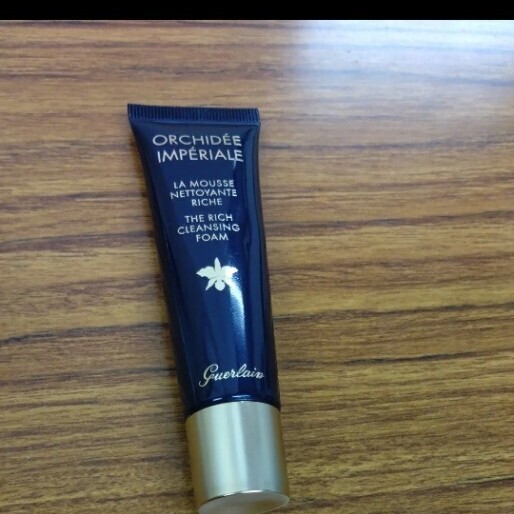 ORCHIDÉE
IMPÉRIALE
LA MOUSSE
NETTOYANTE
RICHE
THE RICH
CLEANSING
FOAM
Guerlain